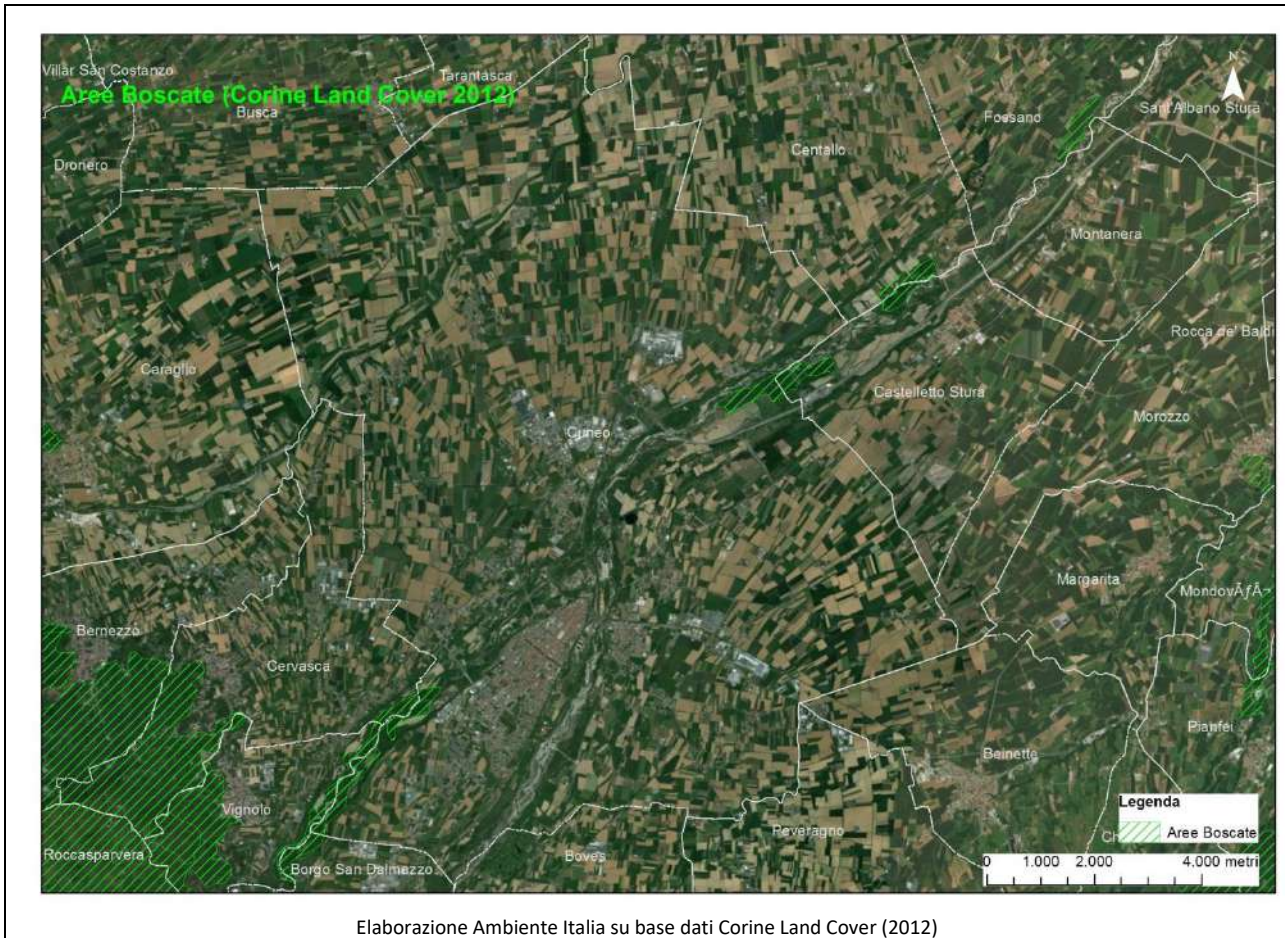 Villar San Costanzo
Tarantasca
Aree Boscate (Corine Land Cover 2012)
Busca
Dronero
Fossano
N
Sant'Albano Stura
Centallo
Montanera
Rocca de' Baldi
Caraglio
Castelletto Stura
Morozzo
Cuneo
Margarita
MondovÃƒÂ¬
Bernezzo
Cervasca
Pianfei
Beinette
Vignolo
Roccasparvera
Borgo San Dalmazzo
Boves
Peveragno
Legenda
Aree Boscate
0 1.000 2.000 4.000 metri
Elaborazione Ambiente Italia su base dati Corine Land Cover (2012)